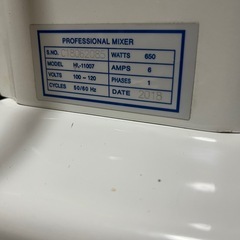 PROFESSIONAL MIXER
S.NO. WATTS 650
MODEL HL-11007 AMPS 6
VOLTS 100 - 120 PHASES 1
CYCLES 50/60 Hz DATE 2018